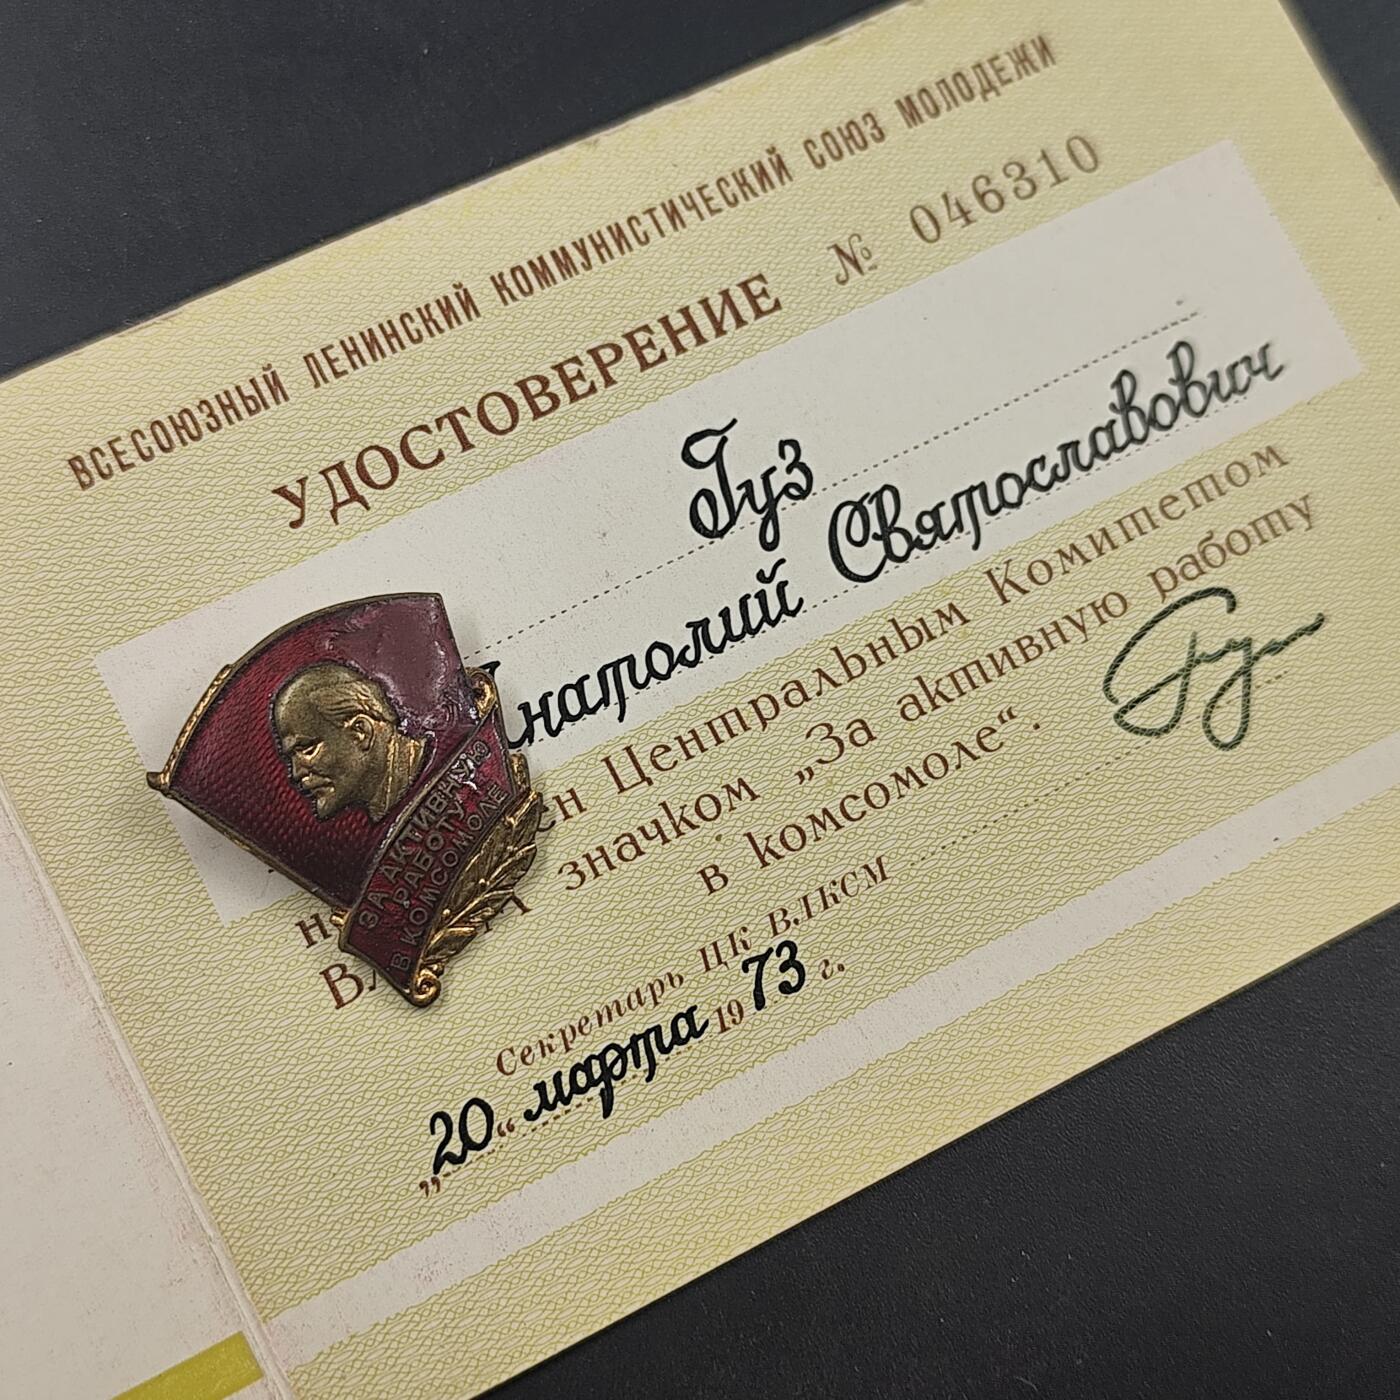 ВСЕСОЮЗНЫЙ ЛЕНИНСКИЙ КОММУНИСТИЧЕСКИЙ СОЮЗ МОЛОДЕЖИ
УДОСТОВЕРЕНИЕ № 046310
Гуз
Анатолий Святославович
Центральным Комитетом
значком „За активную работу
в комсомоле“.
Секретарь ЦК ВЛКСМ
„20“ марта 1973 г.
ЗА АКТИВНУЮ
РАБОТУ
В КОМСОМОЛЕ